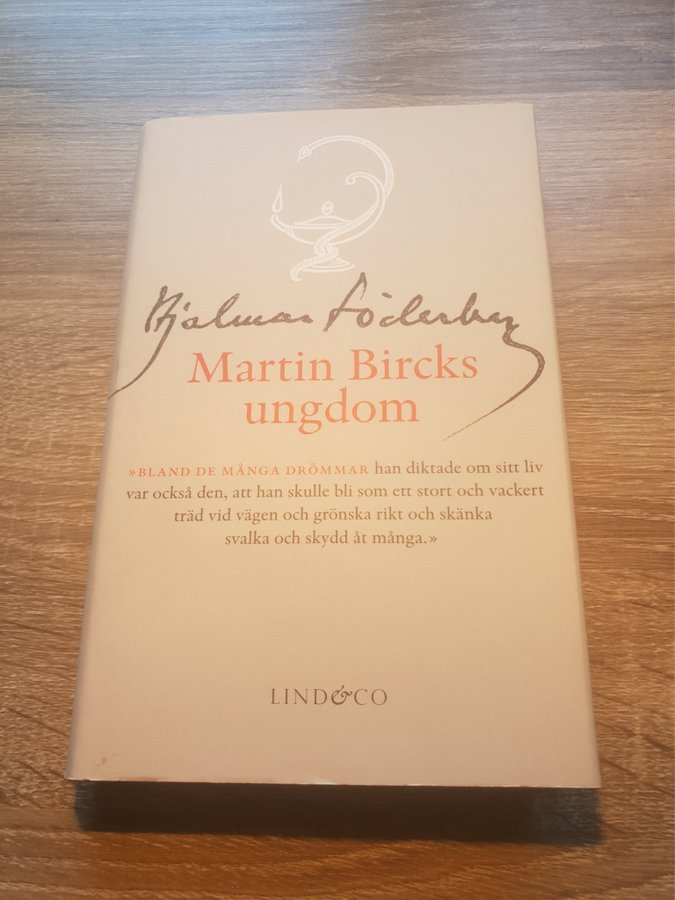 Hjalmar Söderberg
Martin Bircks
ungdom
»BLAND DE MÅNGA DRÖMMAR han diktade om sitt liv
var också den, att han skulle bli som ett stort och vackert
träd vid vägen och grönska rikt och skänka
svalka och skydd åt många.»
LIND&CO